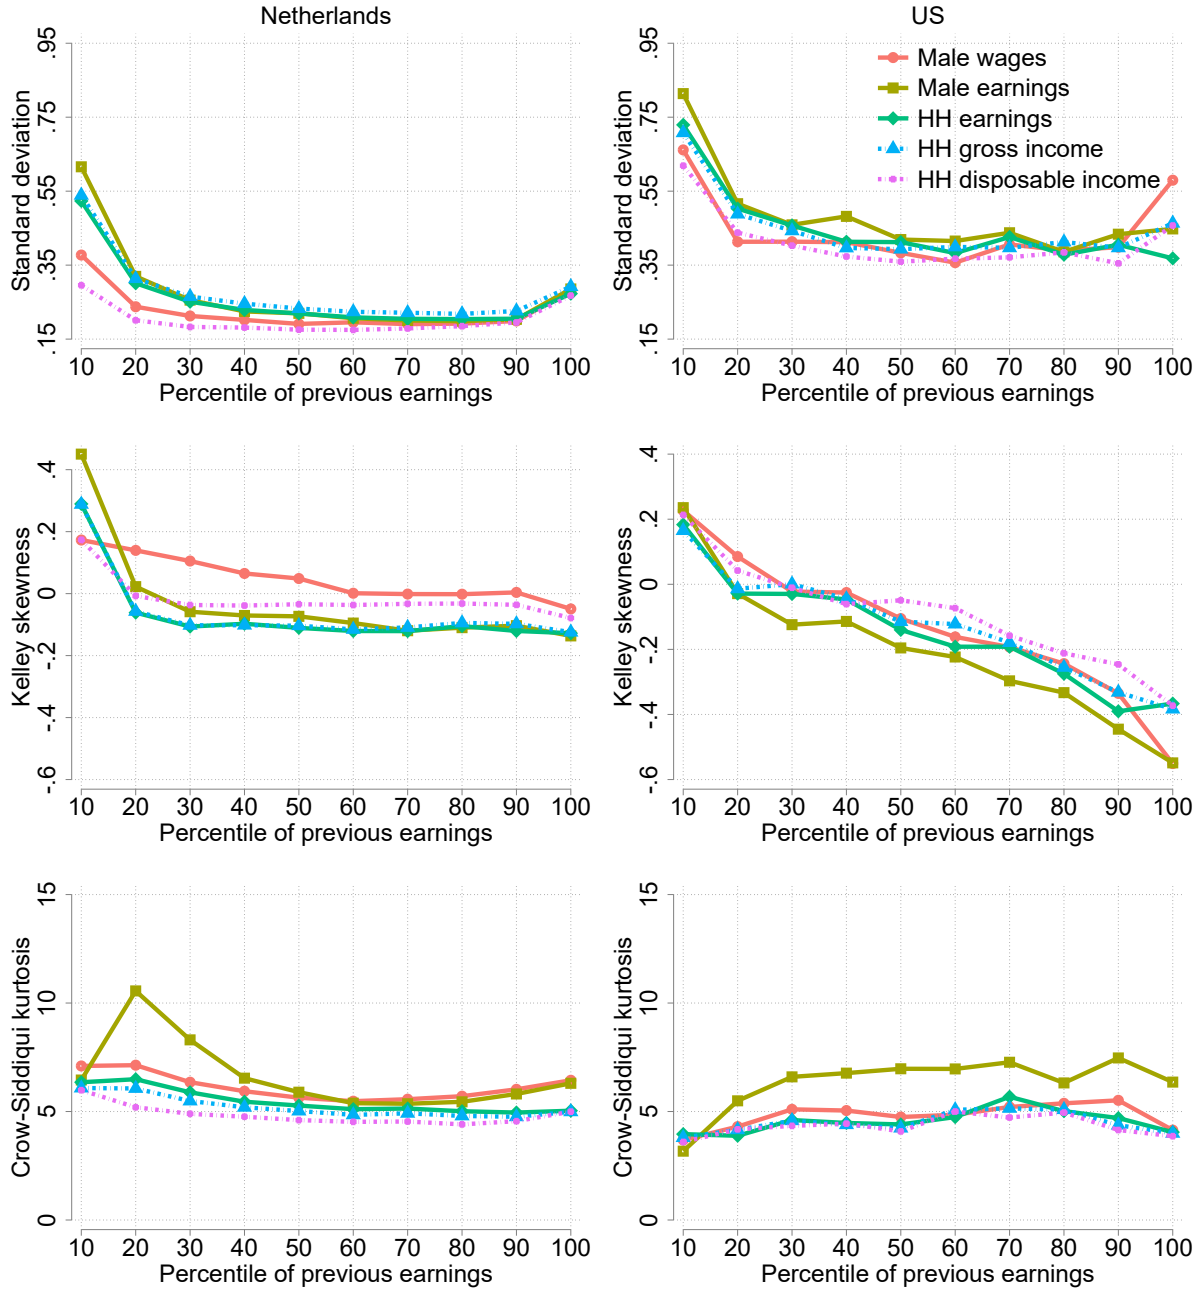 Netherlands
Standard deviation
.95
.75
.55
.35
.15
10 20 30 40 50 60 70 80 90 100
Percentile of previous earnings
US
Standard deviation
.95
.75
.55
.35
.15
Male wages
Male earnings
HH earnings
HH gross income
HH disposable income
10 20 30 40 50 60 70 80 90 100
Percentile of previous earnings
Kelley skewness
.4
.2
0
-.2
-.4
-.6
10 20 30 40 50 60 70 80 90 100
Percentile of previous earnings
Kelley skewness
.4
.2
0
-.2
-.4
-.6
10 20 30 40 50 60 70 80 90 100
Percentile of previous earnings
Crow-Siddiqui kurtosis
15
10
5
0
10 20 30 40 50 60 70 80 90 100
Percentile of previous earnings
Crow-Siddiqui kurtosis
15
10
5
0
10 20 30 40 50 60 70 80 90 100
Percentile of previous earnings